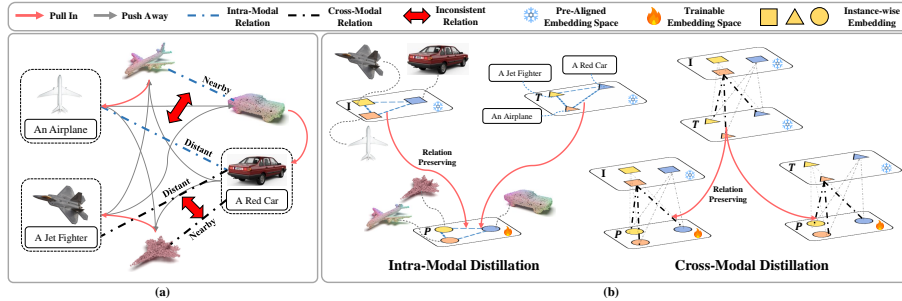 Pull In
Push Away
Intra-Modal
Relation
Cross-Modal
Relation
Inconsistent
Relation
Pre-Aligned
Embedding Space
Trainable
Embedding Space
Instance-wise
Embedding
Nearby
An Airplane
Distant
Distant
A Red Car
A Jet Fighter
Nearby
(a)
I
A Jet Fighter
A Red Car
T
An Airplane
Relation
Preserving
P
Intra-Modal Distillation
I
T
I
T
Relation
Preserving
P
P
Cross-Modal Distillation
(b)